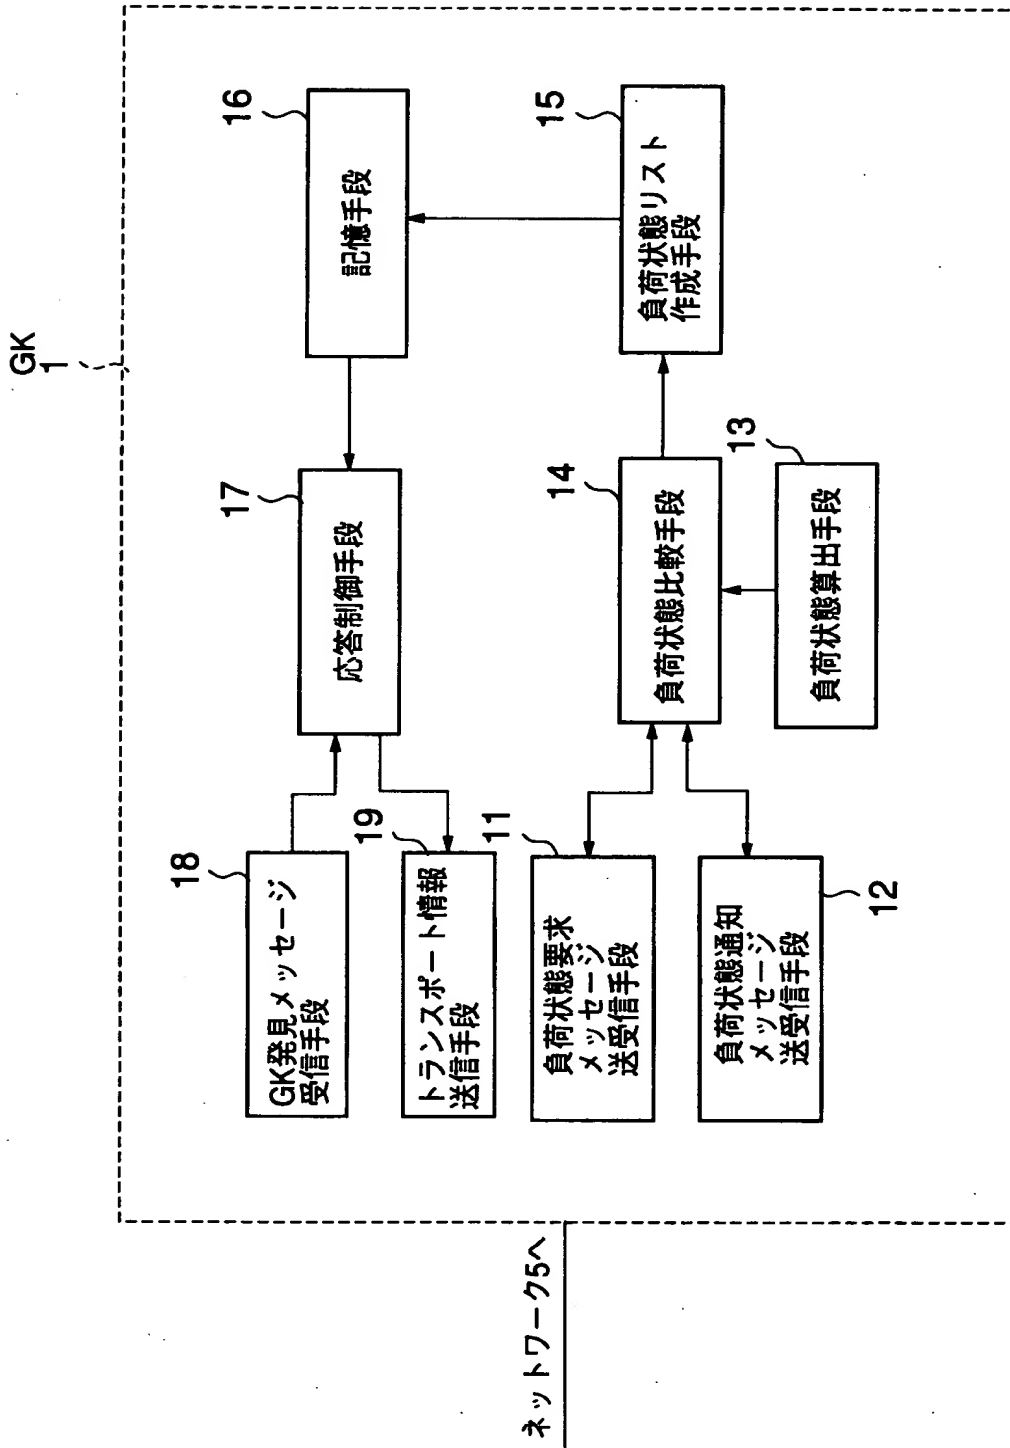 GK
1
18
GK発見メッセージ
受信手段
19
トランスポート情報
送信手段
17
応答制御手段
16
記憶手段
11
負荷状態要求
メッセージ
送受信手段
負荷状態通知
メッセージ
送受信手段
12
14
負荷状態比較手段
13
負荷状態算出手段
15
負荷状態リスト
作成手段
ネットワーク5へ